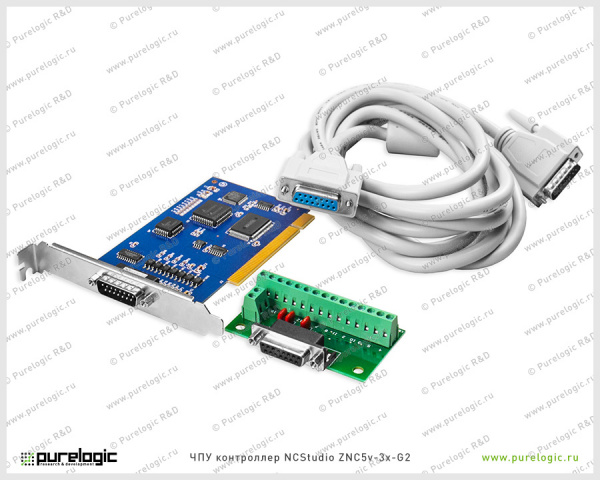 purelogic
research & development
ЧПУ контроллер NCStudio ZNC5v-3x-G2
www.purelogic.ru
© Purelogic R&D
www.purelogic.ru